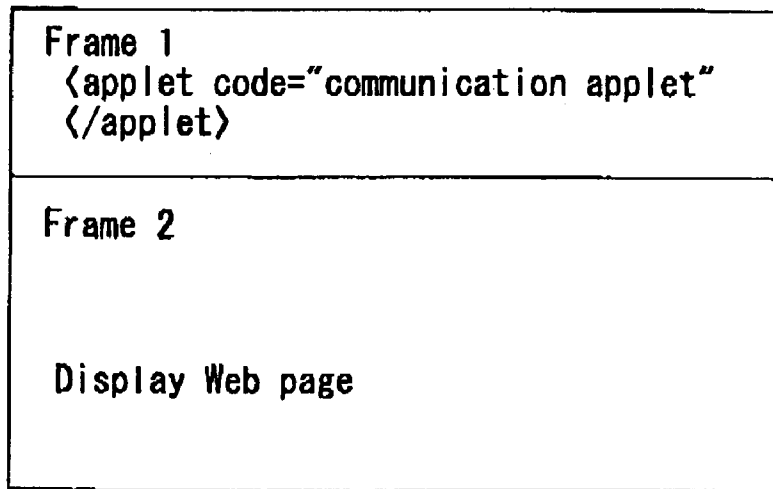 Frame 1
〈applet code="communication applet"
〈/applet〉
Frame 2
Display Web page